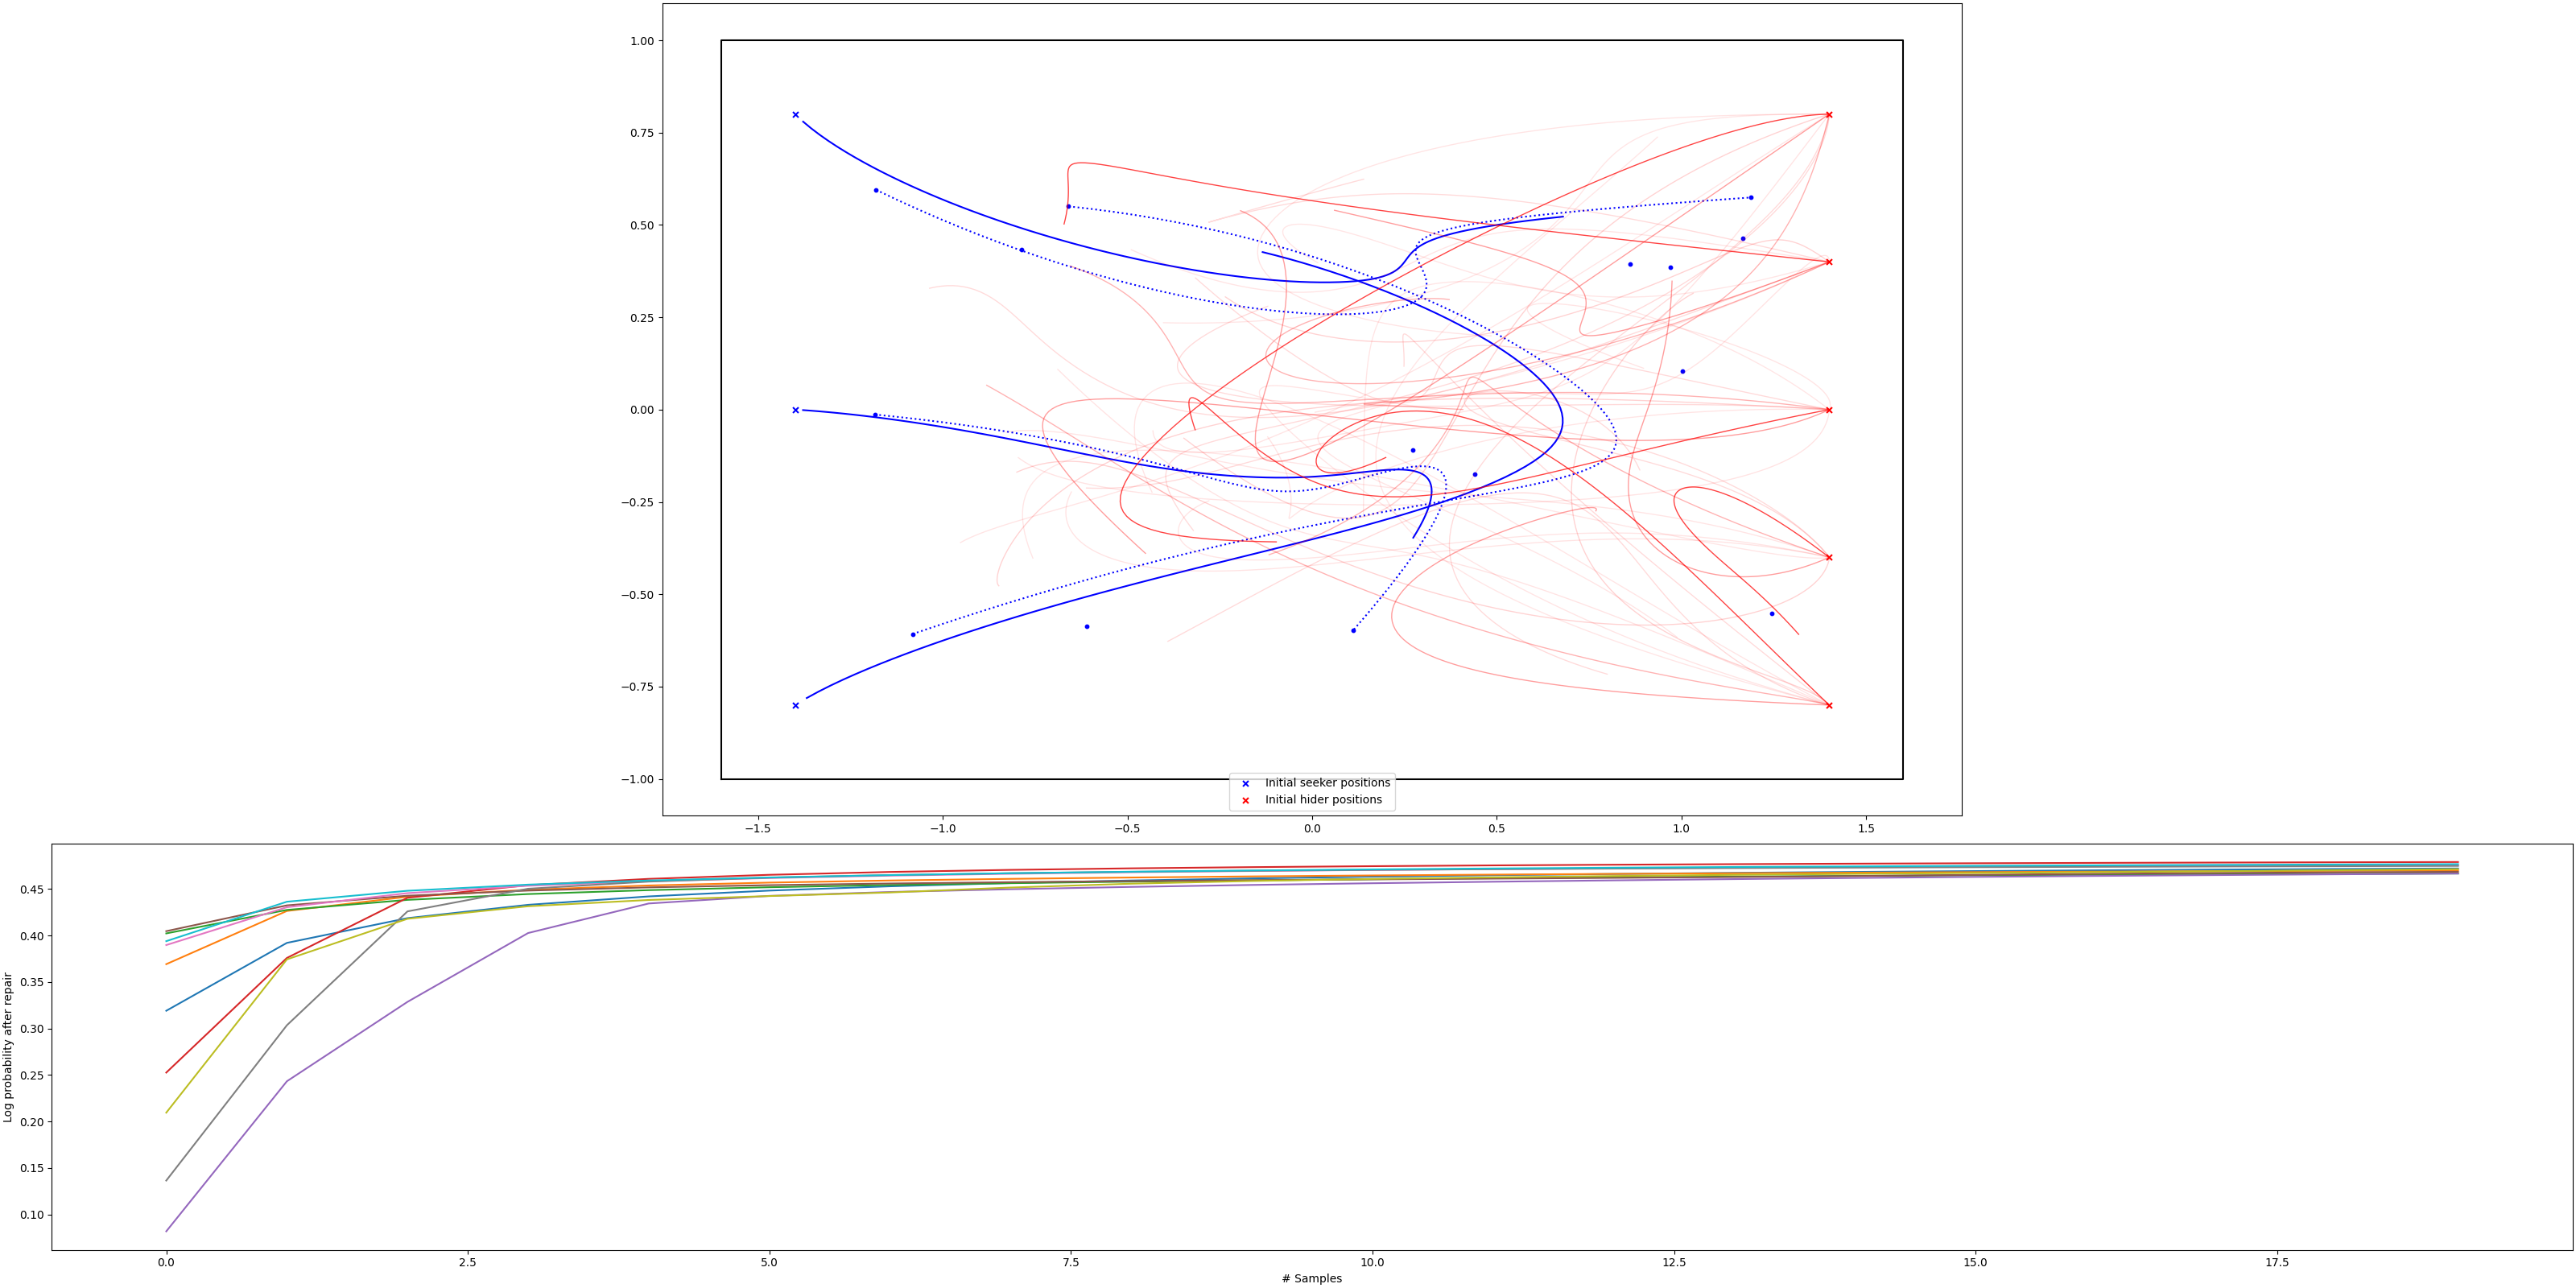 1.00
0.75
0.50
0.25
0.00
−0.25
−0.50
−0.75
−1.00
Initial seeker positions
Initial hider positions
−1.5 −1.0 −0.5 0.0 0.5 1.0 1.5
Log probability after repair
0.45
0.40
0.35
0.30
0.25
0.20
0.15
0.10
0.0 2.5 5.0 7.5 10.0 12.5 15.0 17.5
# Samples